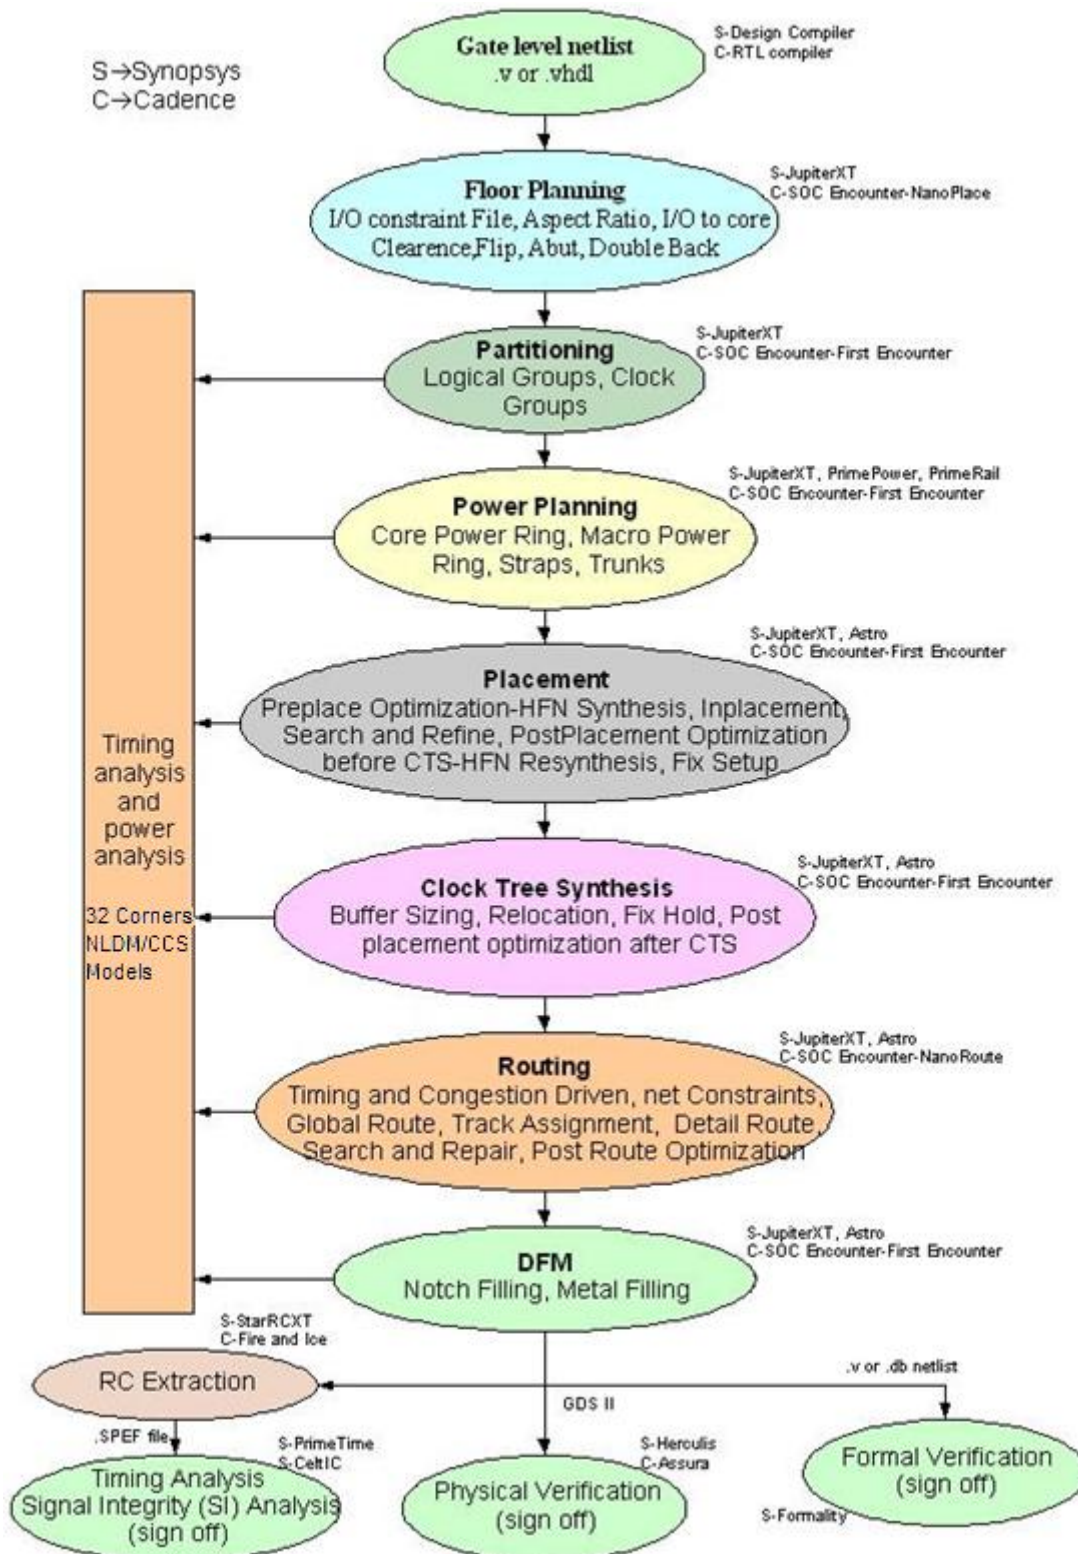 S→Synopsys
C→Cadence
Gate level netlist
.v or .vhdl
S-Design Compiler
C-RTL compiler
Floor Planning
I/O constraint File, Aspect Ratio, I/O to core
Clearence,Flip, Abut, Double Back
S-JupiterXT
C-SOC Encounter-NanoPlace
Partitioning
Logical Groups, Clock
Groups
S-JupiterXT
C-SOC Encounter-First Encounter
Power Planning
Core Power Ring, Macro Power
Ring, Straps, Trunks
S-JupiterXT, PrimePower, PrimeRail
C-SOC Encounter-First Encounter
Placement
Preplace Optimization-HFN Synthesis, Inplacement,
Search and Refine, PostPlacement Optimization
before CTS-HFN Resynthesis, Fix Setup
S-JupiterXT, Astro
C-SOC Encounter-First Encounter
Timing
analysis
and
power
analysis
32 Corners
NLDM/CCS
Models
Clock Tree Synthesis
Buffer Sizing, Relocation, Fix Hold, Post
placement optimization after CTS
S-JupiterXT, Astro
C-SOC Encounter-First Encounter
Routing
Timing and Congestion Driven, net Constraints,
Global Route, Track Assignment, Detail Route,
Search and Repair, Post Route Optimization
S-JupiterXT, Astro
C-SOC Encounter-NanoRoute
DFM
Notch Filling, Metal Filling
S-JupiterXT, Astro
C-SOC Encounter-First Encounter
S-StarRCXT
C-Fire and Ice
RC Extraction
GDS II
.v or .db netlist
.SPEF file
S-PrimeTime
S-CeltIC
Timing Analysis
Signal Integrity (SI) Analysis
(sign off)
S-Herculis
C-Assura
Physical Verification
(sign off)
Formal Verification
(sign off)
S-Formality